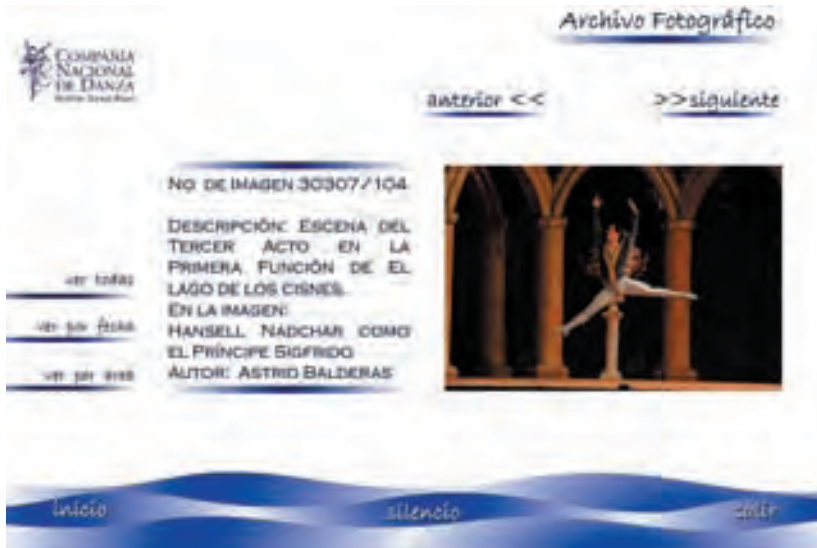 Archivo Fotográfico
COMPAÑIA
NACIONAL
DE DANZA
anterior <<
>>siguiente
NO. DE IMAGEN 30307/104
DESCRIPCIÓN: ESCENA DEL
TERCER ACTO EN LA
PRIMERA FUNCIÓN DE EL
LAGO DE LOS CISNES.
EN LA IMAGEN:
HANSELL NADCHAR COMO
EL PRÍNCIPE SIGFRIDO
AUTOR: ASTRID BALDERAS
ver todas
ver por fecha
ver por área
inicio
silencio
salir